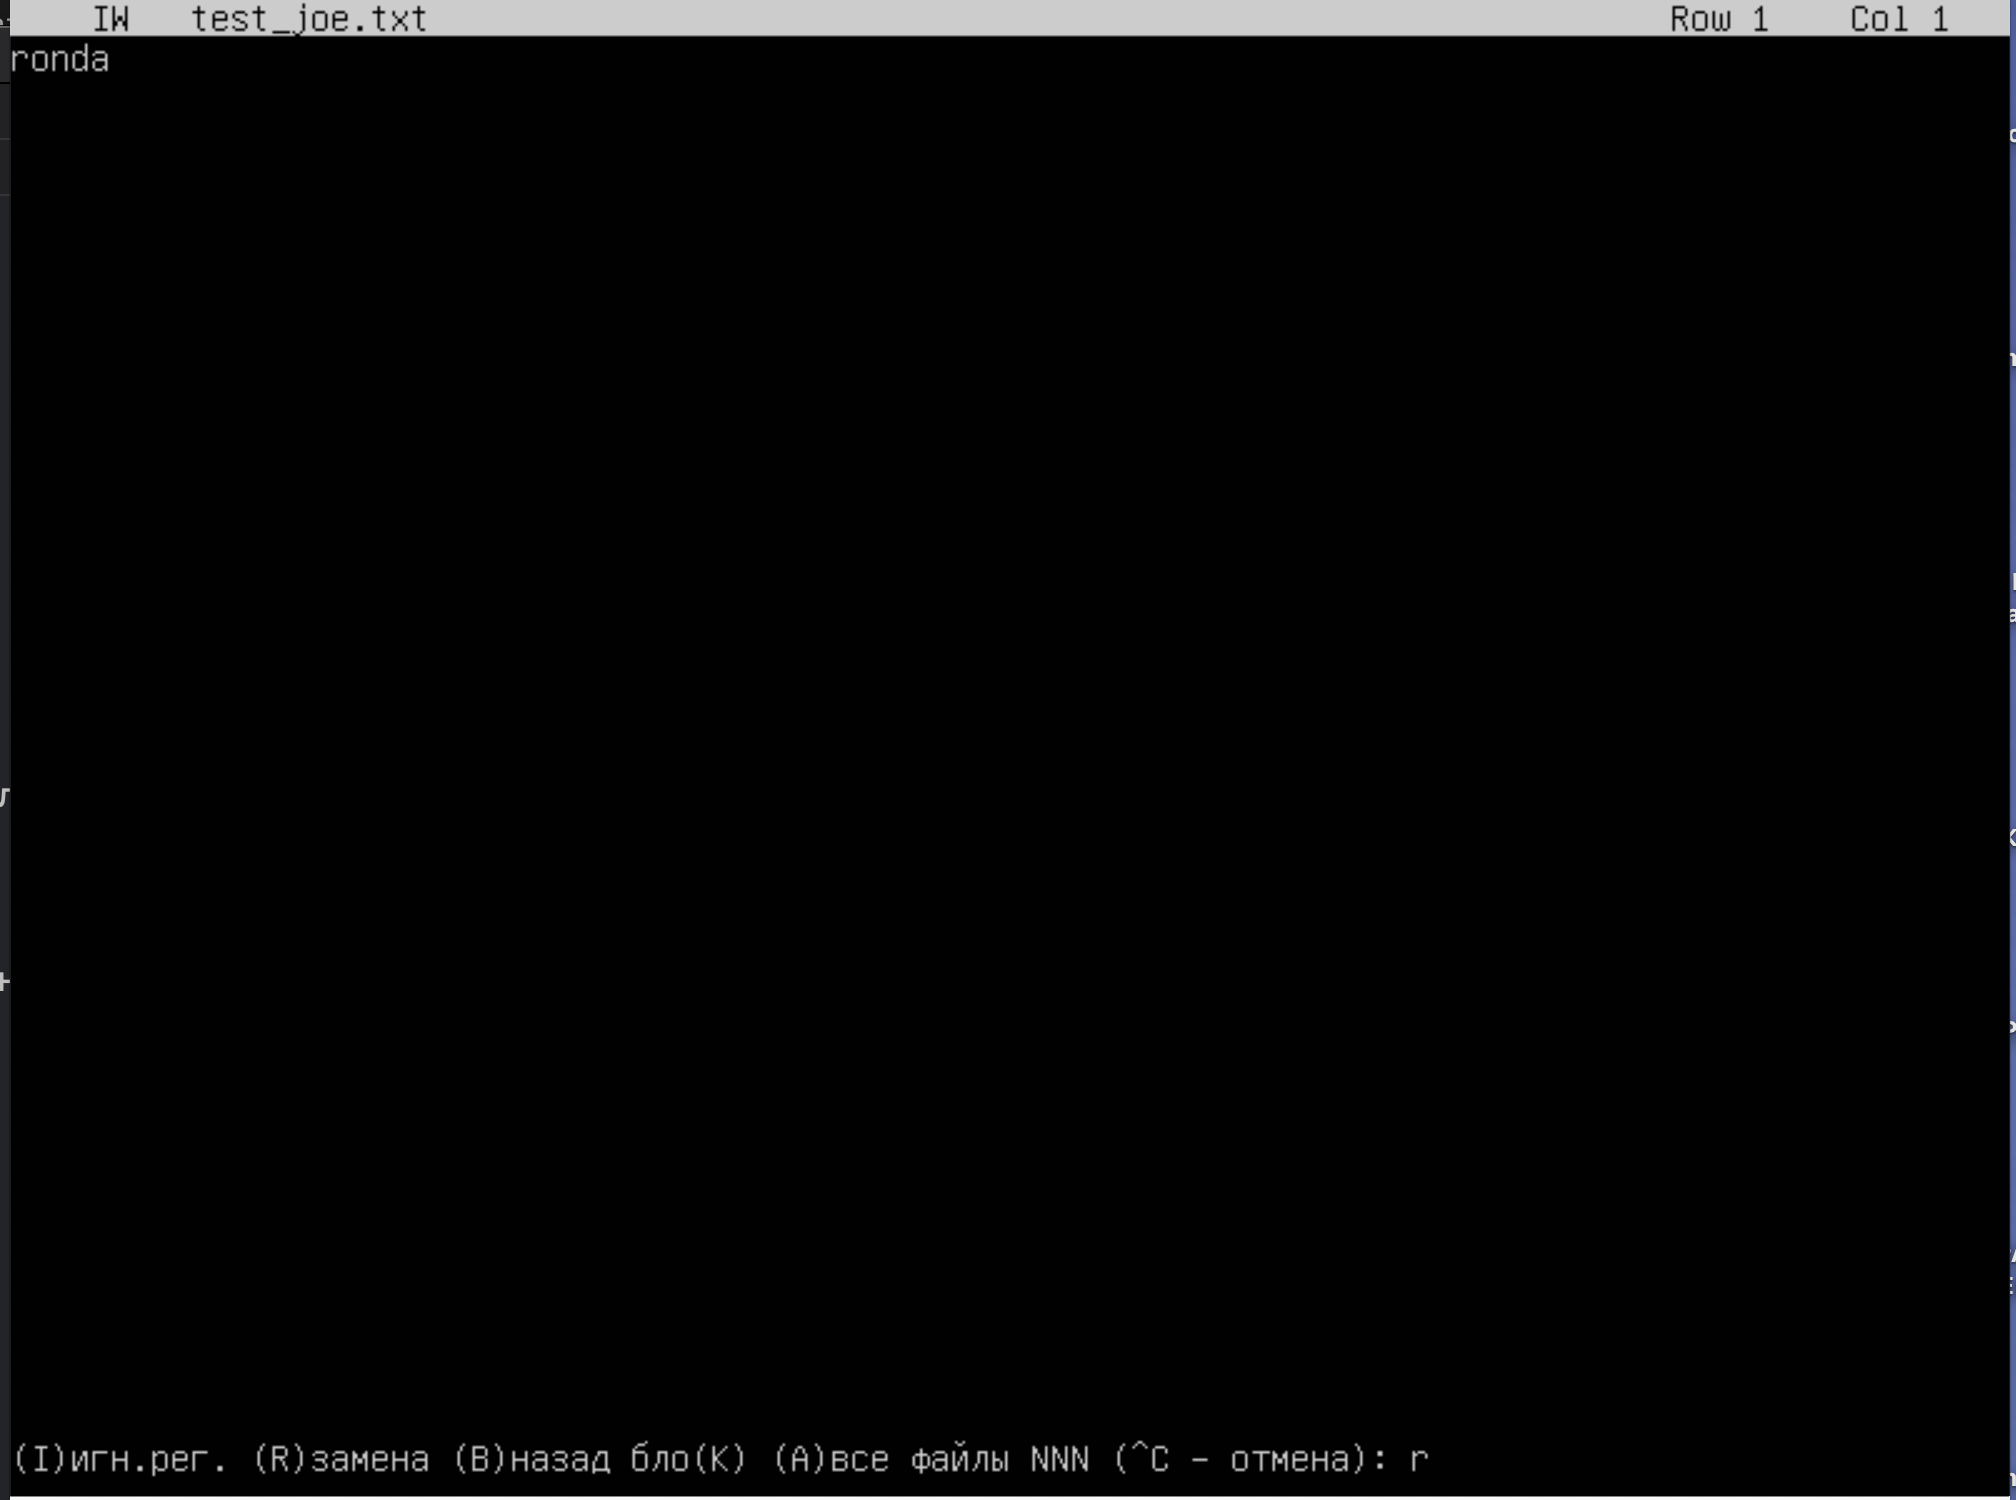 IW test_joe.txt Row 1 Col 1
ronda
(I)игн.рег. (R)замена (B)назад бло(K) (A)все файлы NNN (^C - отмена): r